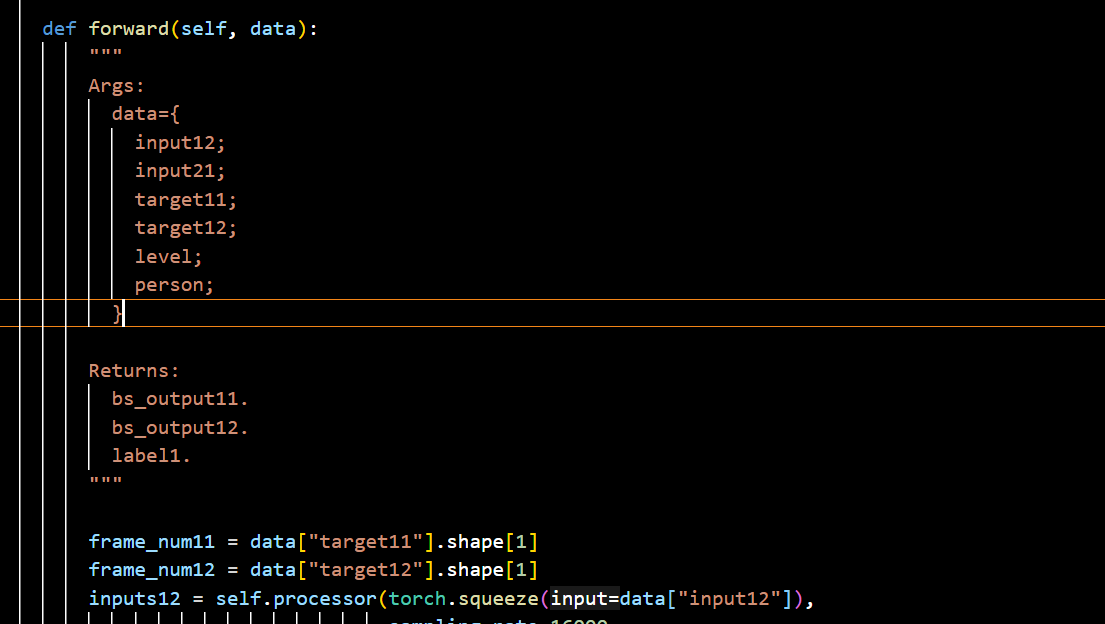 def forward(self, data):
"""
Args:
data={
input12;
input21;
target11;
target12;
level;
person;
}
Returns:
bs_output11.
bs_output12.
label1.
"""
frame_num11 = data["target11"].shape[1]
frame_num12 = data["target12"].shape[1]
inputs12 = self.processor(torch.squeeze(input=data["input12"]),